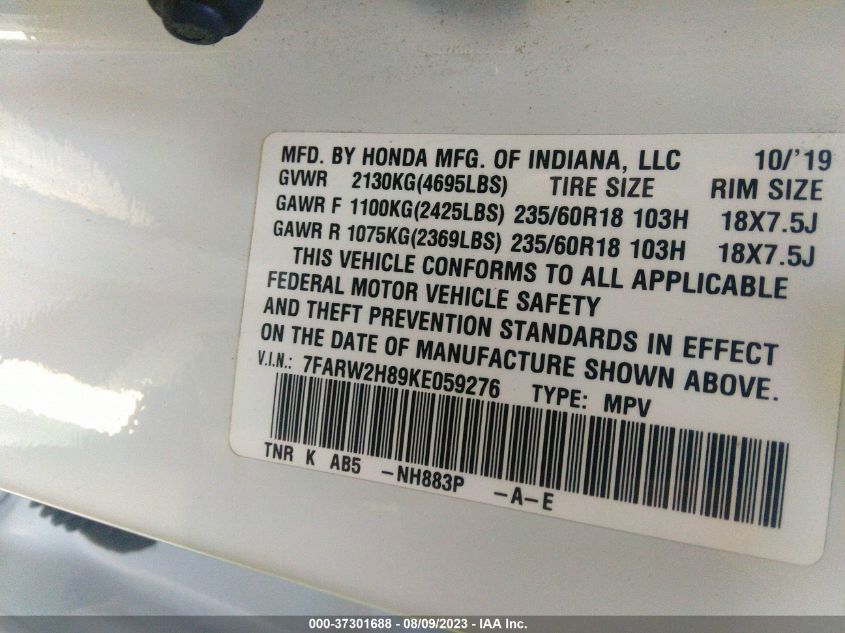 MFD. BY HONDA MFG. OF INDIANA, LLC 10/'19
GVWR 2130KG(4695LBS) TIRE SIZE RIM SIZE
GAWR F 1100KG(2425LBS) 235/60R18 103H 18X7.5J
GAWR R 1075KG(2369LBS) 235/60R18 103H 18X7.5J
THIS VEHICLE CONFORMS TO ALL APPLICABLE
FEDERAL MOTOR VEHICLE SAFETY
AND THEFT PREVENTION STANDARDS IN EFFECT
ON THE DATE OF MANUFACTURE SHOWN ABOVE.
V.I.N.: 7FARW2H89KE059276 TYPE: MPV
TNR K AB5 -NH883P -A-E
000-37301688 - 08/09/2023 - IAA Inc.